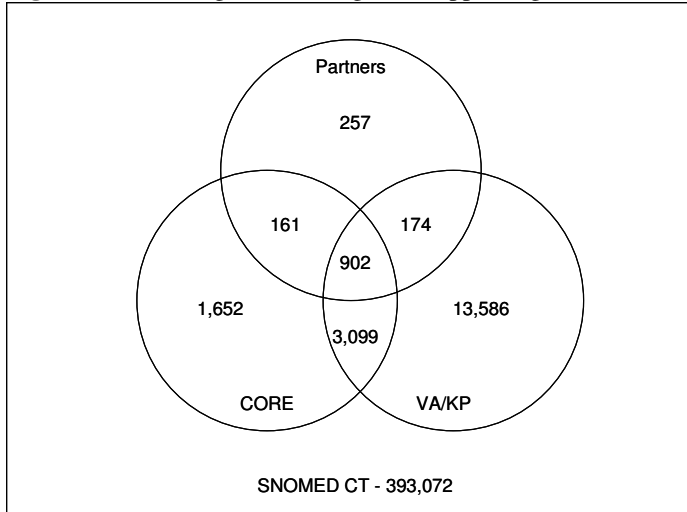 Partners
257
161
174
902
1,652
13,586
3,099
CORE
VA/KP
SNOMED CT - 393,072